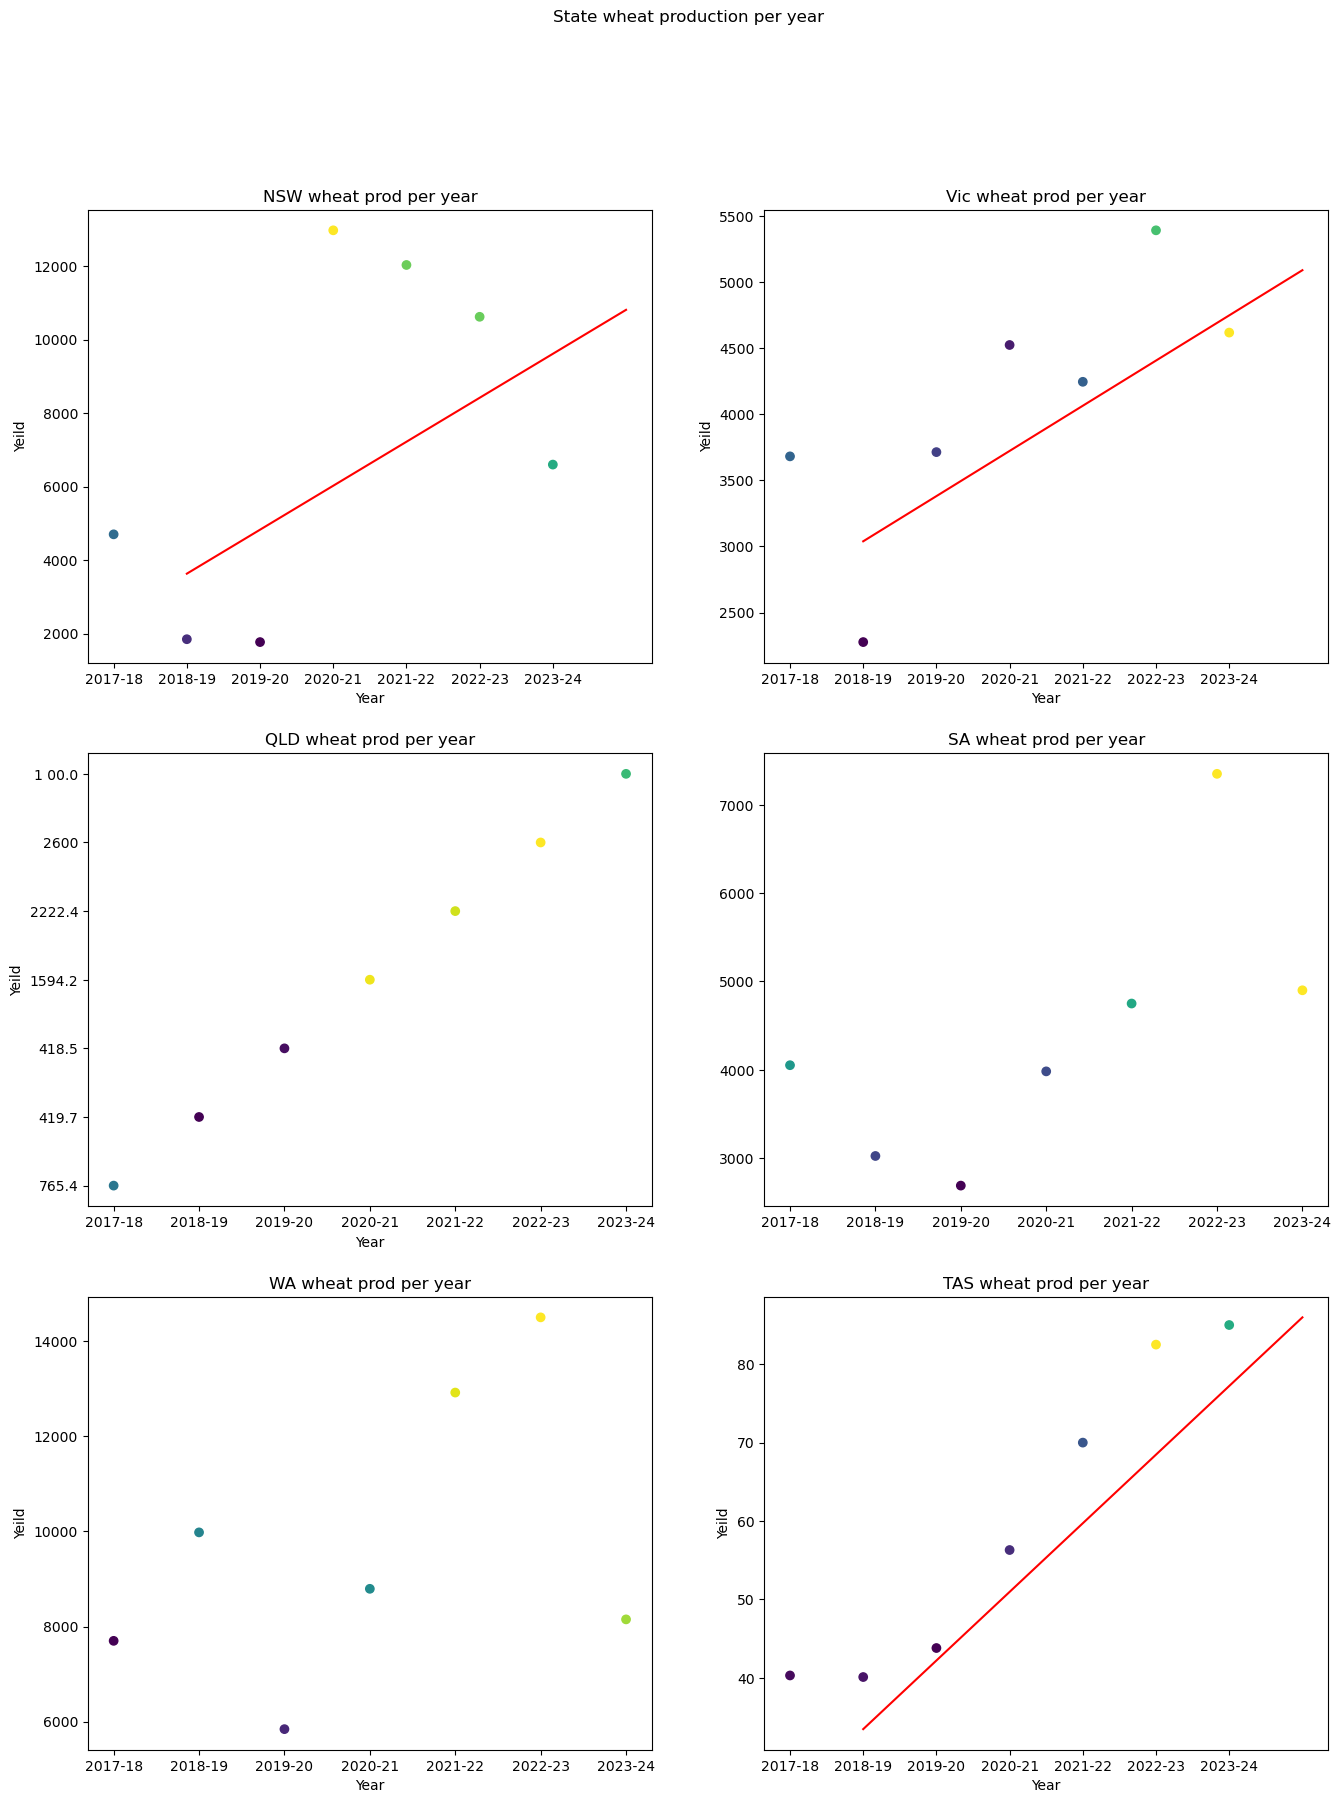 State wheat production per year
NSW wheat prod per year
12000
10000
8000
6000
4000
2000
Yeild
2017-18 2018-19 2019-20 2020-21 2021-22 2022-23 2023-24
Year
Vic wheat prod per year
5500
5000
4500
4000
3500
3000
2500
Yeild
2017-18 2018-19 2019-20 2020-21 2021-22 2022-23 2023-24
Year
QLD wheat prod per year
1 00.0
2600
2222.4
1594.2
418.5
419.7
765.4
Yeild
2017-18 2018-19 2019-20 2020-21 2021-22 2022-23 2023-24
Year
SA wheat prod per year
7000
6000
5000
4000
3000
2017-18 2018-19 2019-20 2020-21 2021-22 2022-23 2023-24
WA wheat prod per year
14000
12000
10000
8000
6000
Yeild
2017-18 2018-19 2019-20 2020-21 2021-22 2022-23 2023-24
Year
TAS wheat prod per year
80
70
60
50
40
Yeild
2017-18 2018-19 2019-20 2020-21 2021-22 2022-23 2023-24
Year